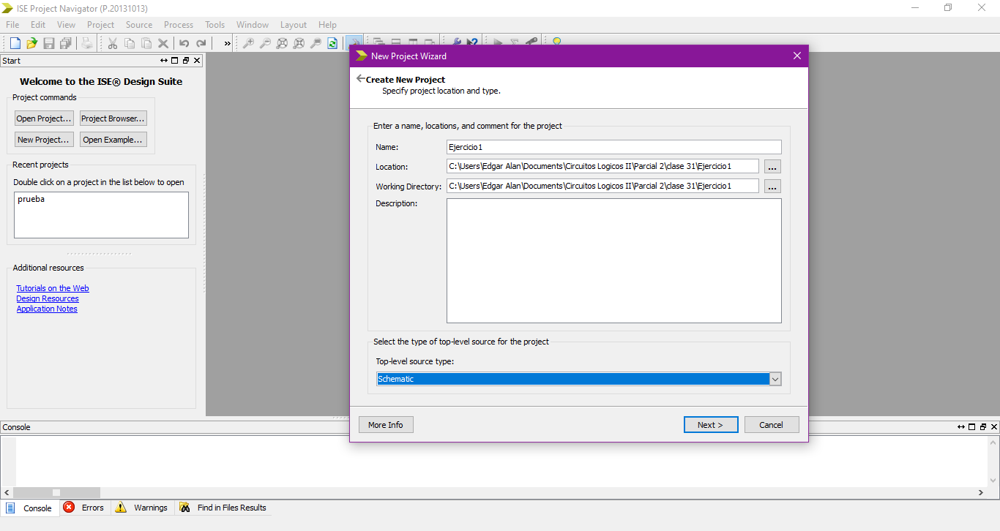 ISE Project Navigator (P.20131013)
File Edit View Project Source Process Tools Window Layout Help
Start
Welcome to the ISE® Design Suite
Project commands
Open Project...
Project Browser...
New Project...
Open Example...
Recent projects
Double click on a project in the list below to open
prueba
Additional resources
Tutorials on the Web
Design Resources
Application Notes
New Project Wizard
Create New Project
Specify project location and type.
Enter a name, locations, and comment for the project
Name: Ejercicio1
Location: C:\Users\Edgar Alan\Documents\Circuitos Logicos II\Parcial 2\clase 31\Ejercicio1 ...
Working Directory: C:\Users\Edgar Alan\Documents\Circuitos Logicos II\Parcial 2\clase 31\Ejercicio1 ...
Description:
Select the type of top-level source for the project
Top-level source type:
Schematic
More Info
Next >
Cancel
Console
Console Errors Warnings Find in Files Results